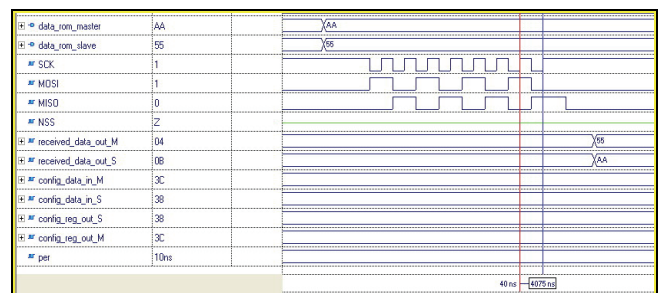 data_rom_master AA AA
data_rom_slave 55 55
SCK 1
MOSI 1
MISO 0
NSS Z
received_data_out_M 04 55
received_data_out_S 0B AA
config_data_in_M 3C
config_data_in_S 38
config_reg_out_S 38
config_reg_out_M 3C
per 10ns
40 ns 4075 ns